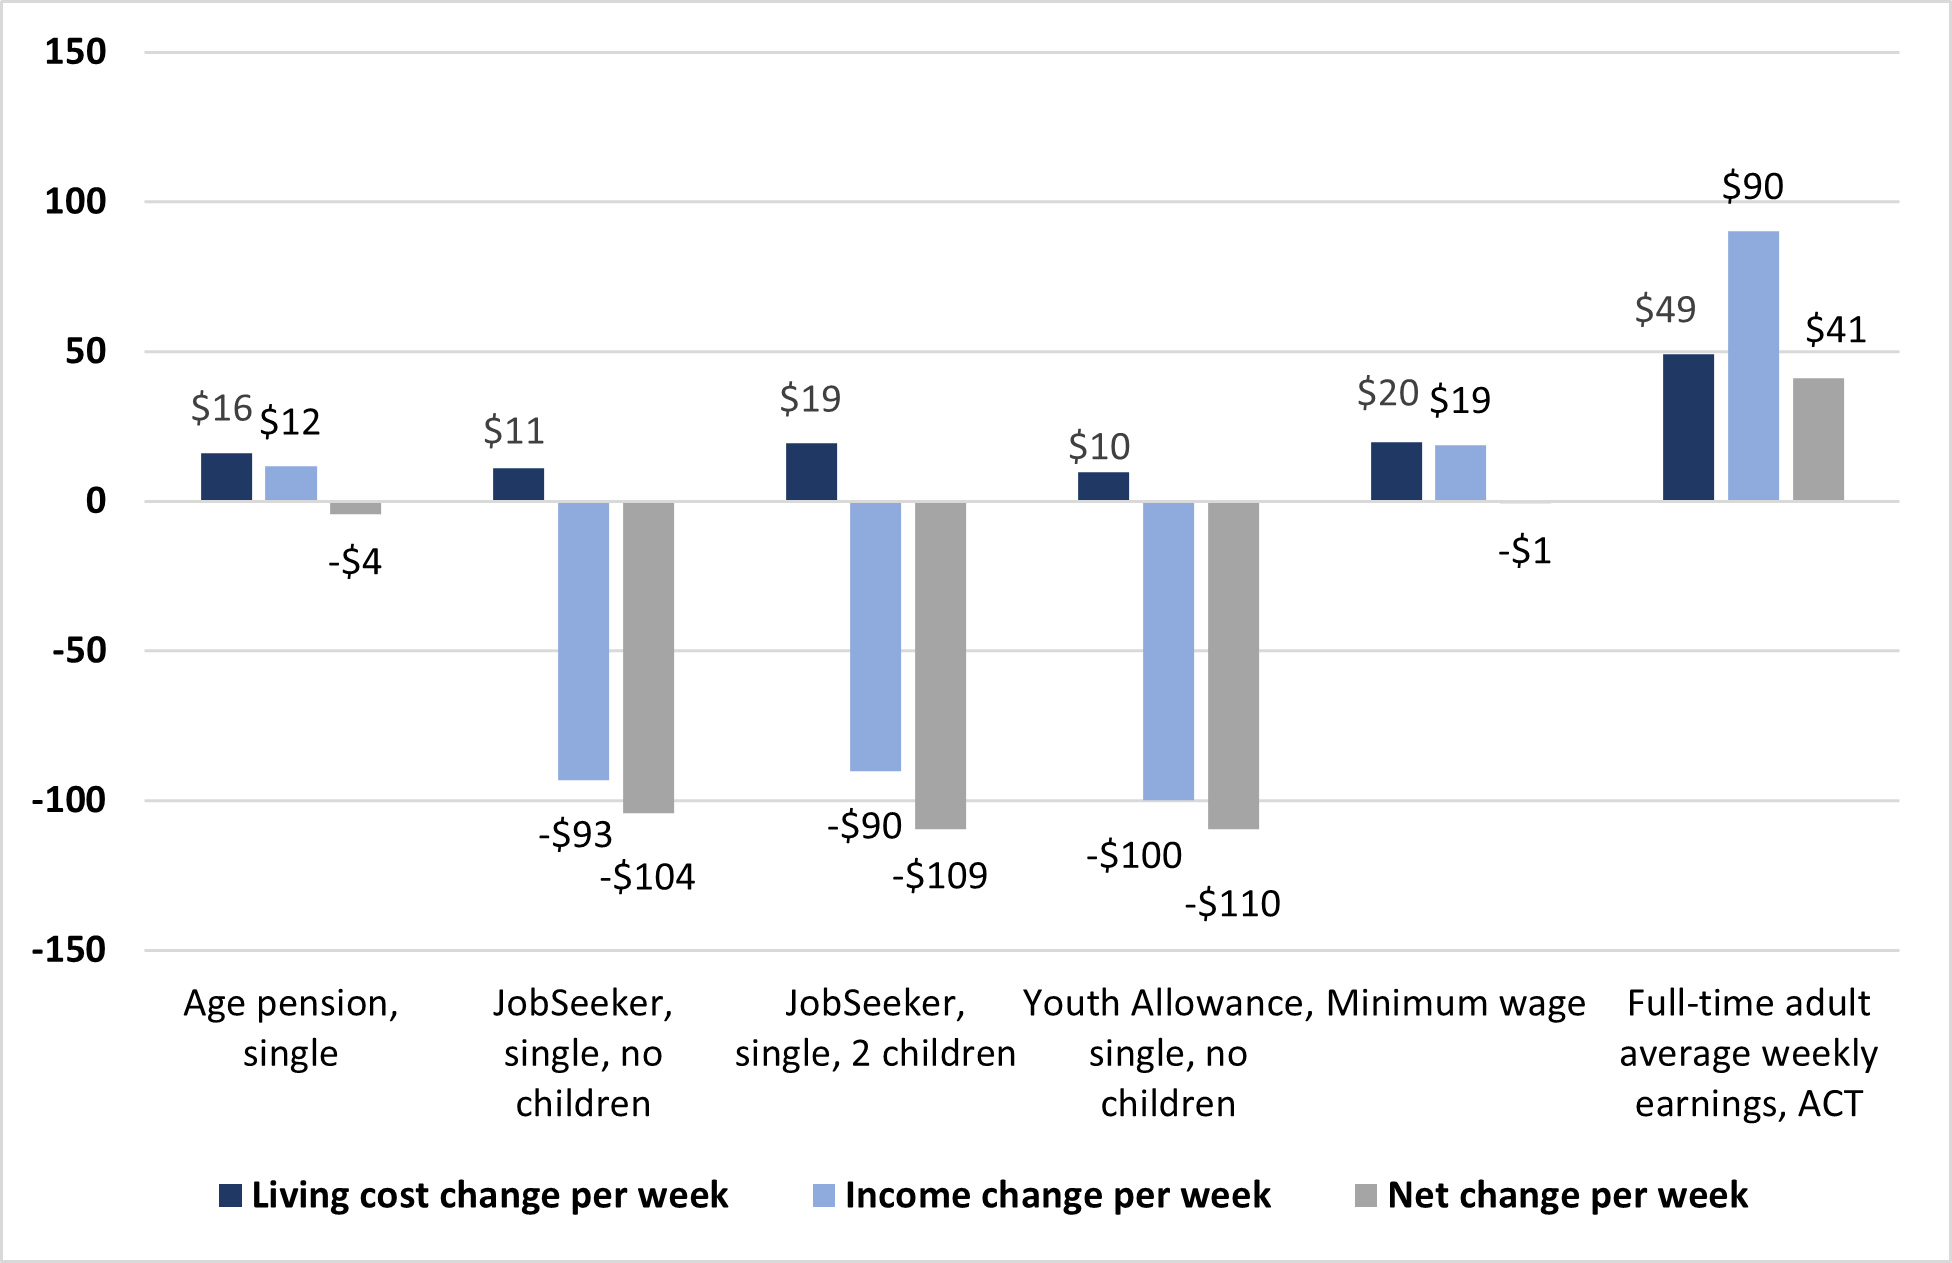 150
100
50
0
-50
-100
-150
$16
$12
-$4
$11
-$93
-$104
$19
-$90
-$109
$10
-$100
-$110
$20
$19
-$1
$49
$90
$41
Age pension,
single
JobSeeker,
single, no
children
JobSeeker,
single, 2 children
Youth Allowance,
single, no
children
Minimum wage
Full-time adult
average weekly
earnings, ACT
Living cost change per week
Income change per week
Net change per week